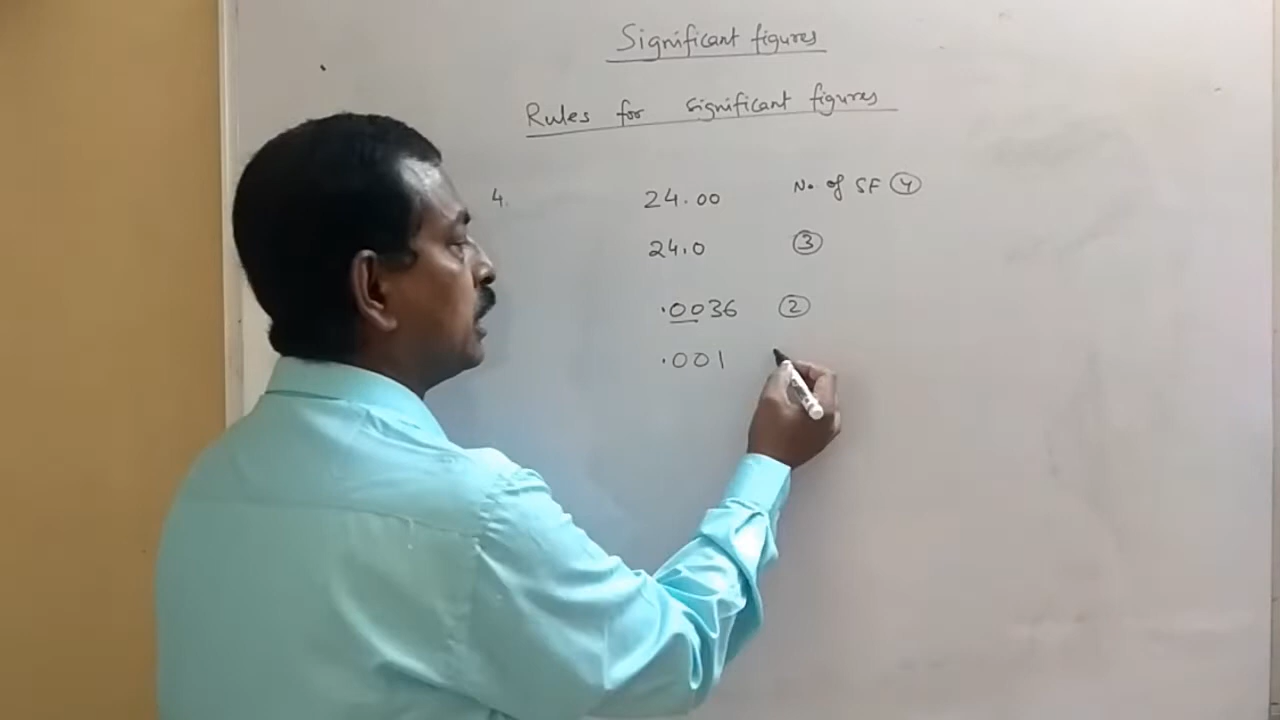 Significant figures
Rules for significant figures
4. 24.00 No. of SF 4
24.0 3
.0036 2
.001